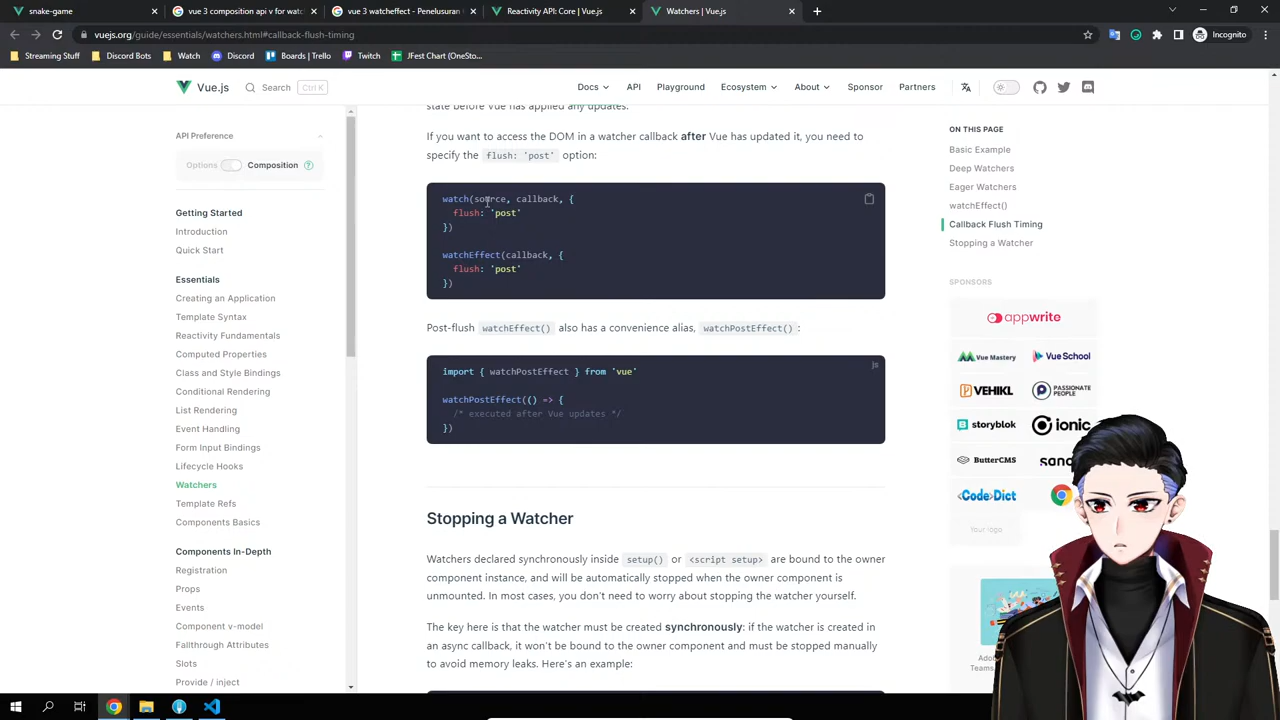 snake-game
3 composition api for watc
vue 3 watcheffect - Penelusuran
Reactivity API: Core | Vue.js
Watchers | Vue.js
vuejs.org/guide/essentials/watchers.html#callback-flush-timing
Incognito
Streaming Stuff
Discord Bots
Watch
Discord
Boards | Trello
Twitch
JFest Chart (OneSto...
Vue.js
Search
Ctrl K
Docs
API
Playground
Ecosystem
About
Sponsor
Partners
API Preference
Options
Composition
Getting Started
Introduction
Quick Start
Essentials
Creating an Application
Template Syntax
Reactivity Fundamentals
Computed Properties
Class and Style Bindings
Conditional Rendering
List Rendering
Event Handling
Form Input Bindings
Lifecycle Hooks
Watchers
Template Refs
Components Basics
Components In-Depth
Registration
Props
Events
Component v-model
Fallthrough Attributes
Slots
Provide / inject
state before Vue has applied any updates.
If you want to access the DOM in a watcher callback after Vue has updated it, you need to
specify the flush: 'post' option:
watch(source, callback, {
flush: 'post'
})
watchEffect(callback, {
flush: 'post'
})
Post-flush watchEffect() also has a convenience alias, watchPostEffect() :
js
import { watchPostEffect } from 'vue'
watchPostEffect(() => {
/* executed after Vue updates */
})
Stopping a Watcher
Watchers declared synchronously inside setup() or <script setup> are bound to the owner
component instance, and will be automatically stopped when the owner component is
unmounted. In most cases, you don't need to worry about stopping the watcher yourself.
The key here is that the watcher must be created synchronously: if the watcher is created in
an async callback, it won't be bound to the owner component and must be stopped manually
to avoid memory leaks. Here's an example:
ON THIS PAGE
Basic Example
Deep Watchers
Eager Watchers
watchEffect()
Callback Flush Timing
Stopping a Watcher
SPONSORS
appwrite
Vue Mastery
Vue School
VEHIKL
PASSIONATE
PEOPLE
storyblok
ionic
ButterCMS
<Code>Dict
Your logo
Teams,